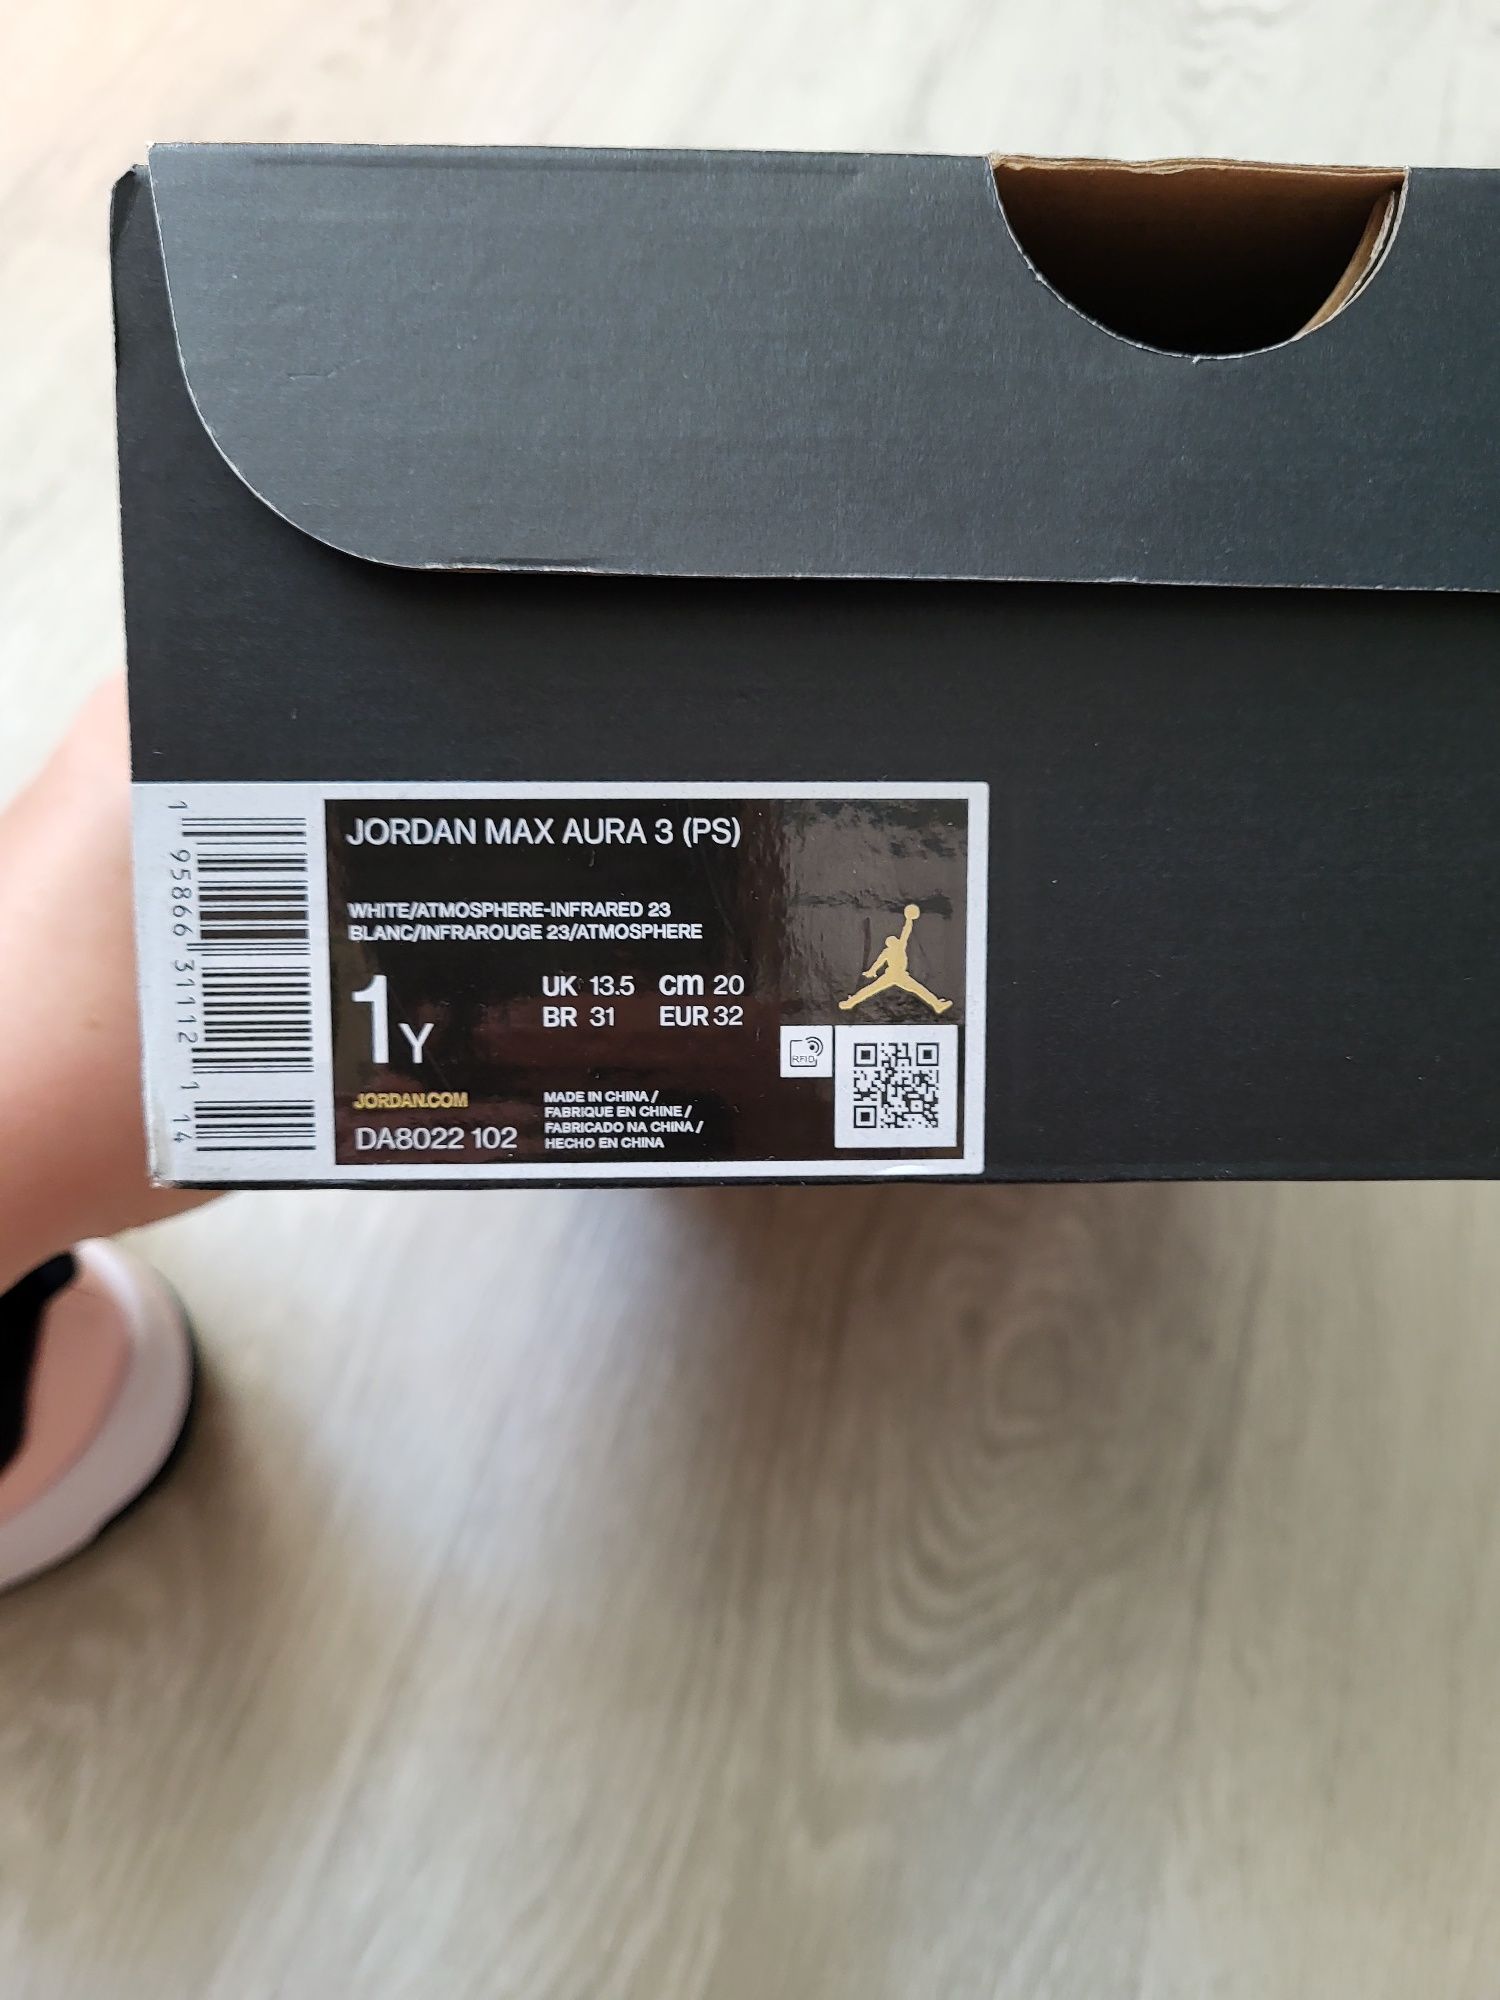 JORDAN MAX AURA 3 (PS)
WHITE/ATMOSPHERE-INFRARED 23
BLANC/INFRAROUGE 23/ATMOSPHERE
1Y
UK 13.5 cm 20
BR 31 EUR 32
JORDAN.COM
DA8022 102
MADE IN CHINA /
FABRIQUE EN CHINE /
FABRICADO NA CHINA /
HECHO EN CHINA
RFID
1 95866 31112 1 14